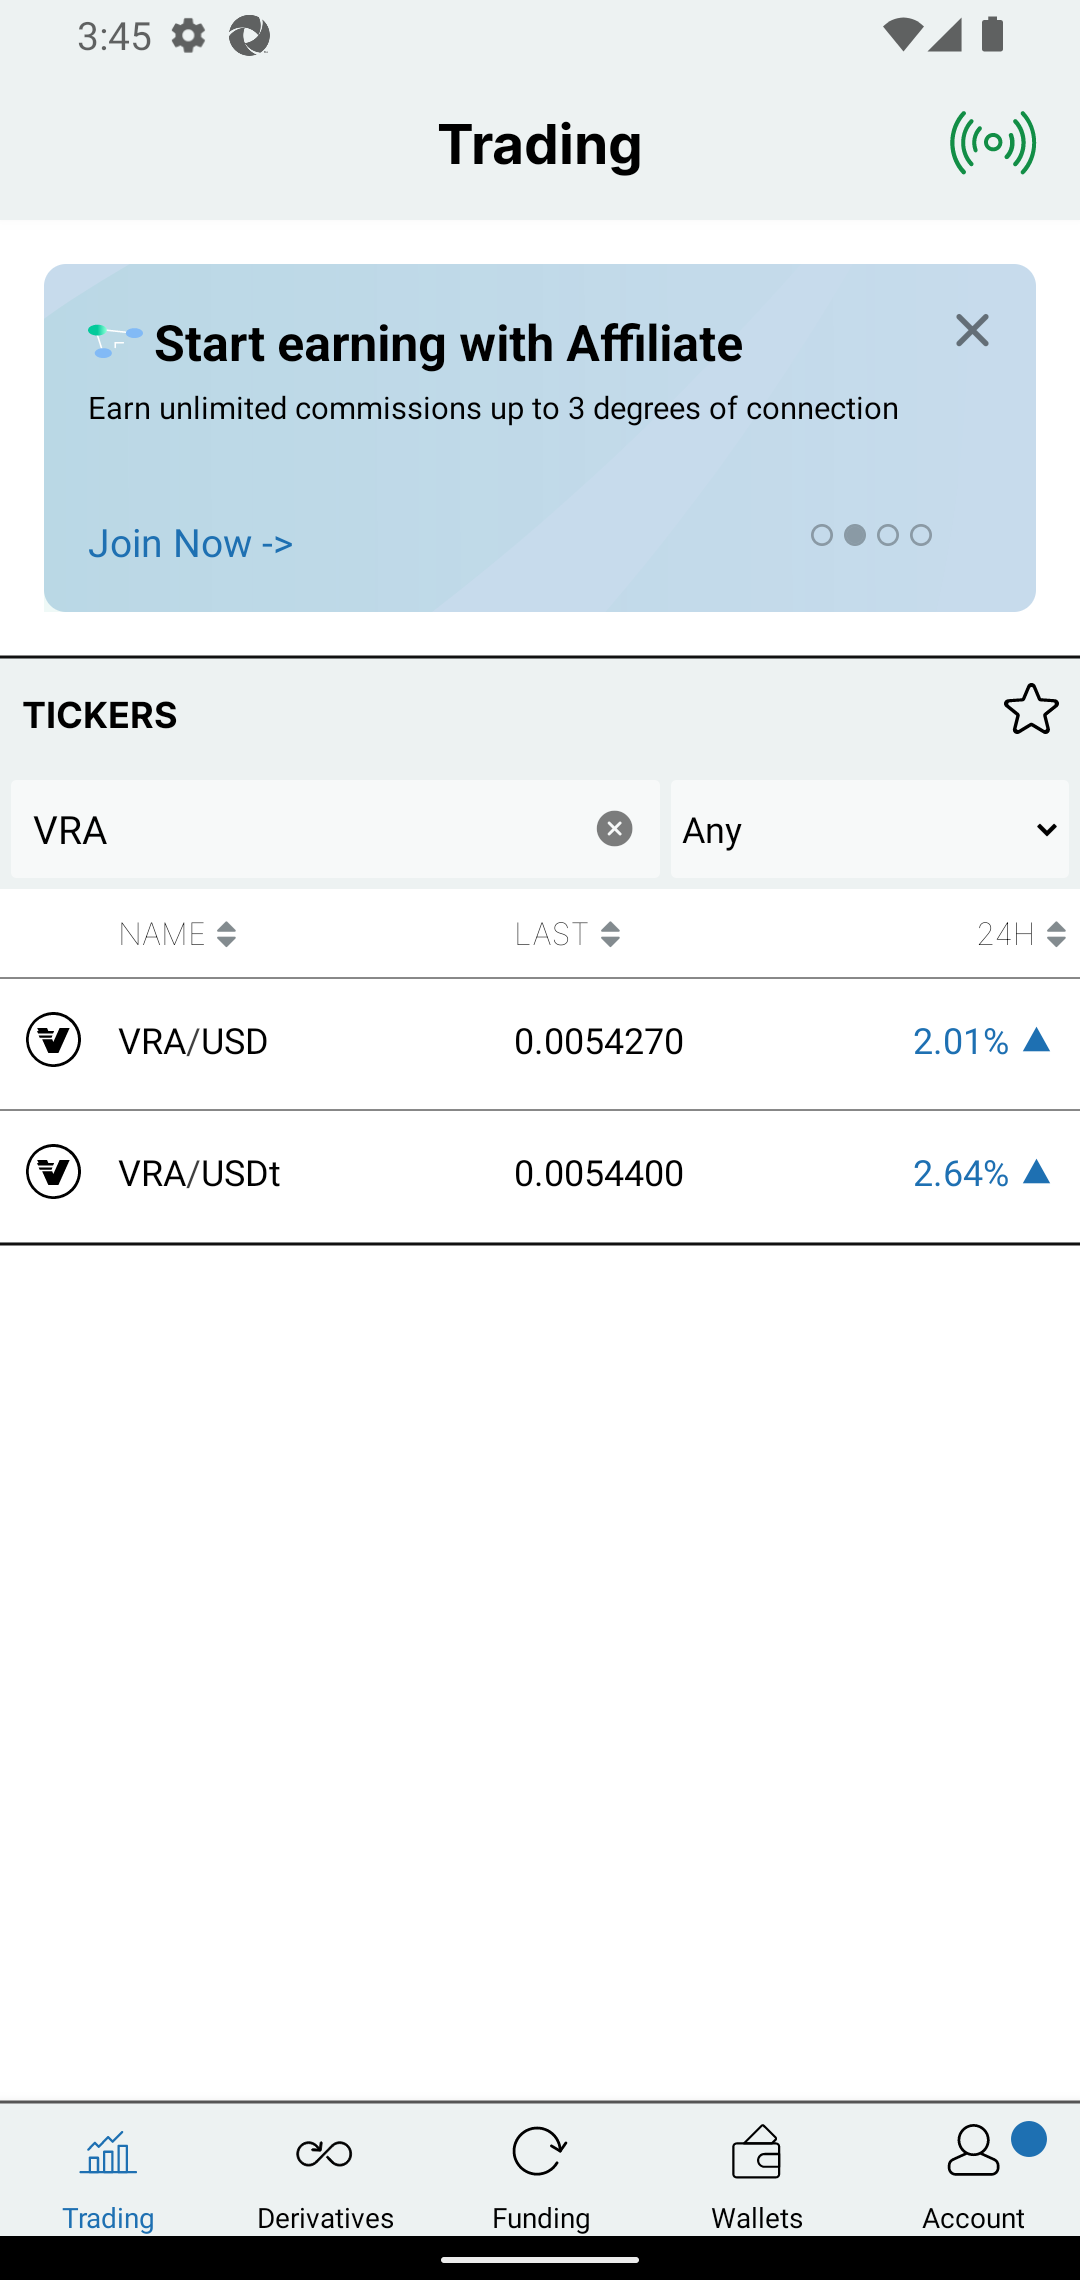 3:45
Trading
Start earning with Affiliate
Earn unlimited commissions up to 3 degrees of connection
Join Now ->
TICKERS
VRA
Any
NAME LAST 24H
VRA/USD 0.0054270 2.01%
VRA/USDt 0.0054400 2.64%
Trading Derivatives Funding Wallets Account